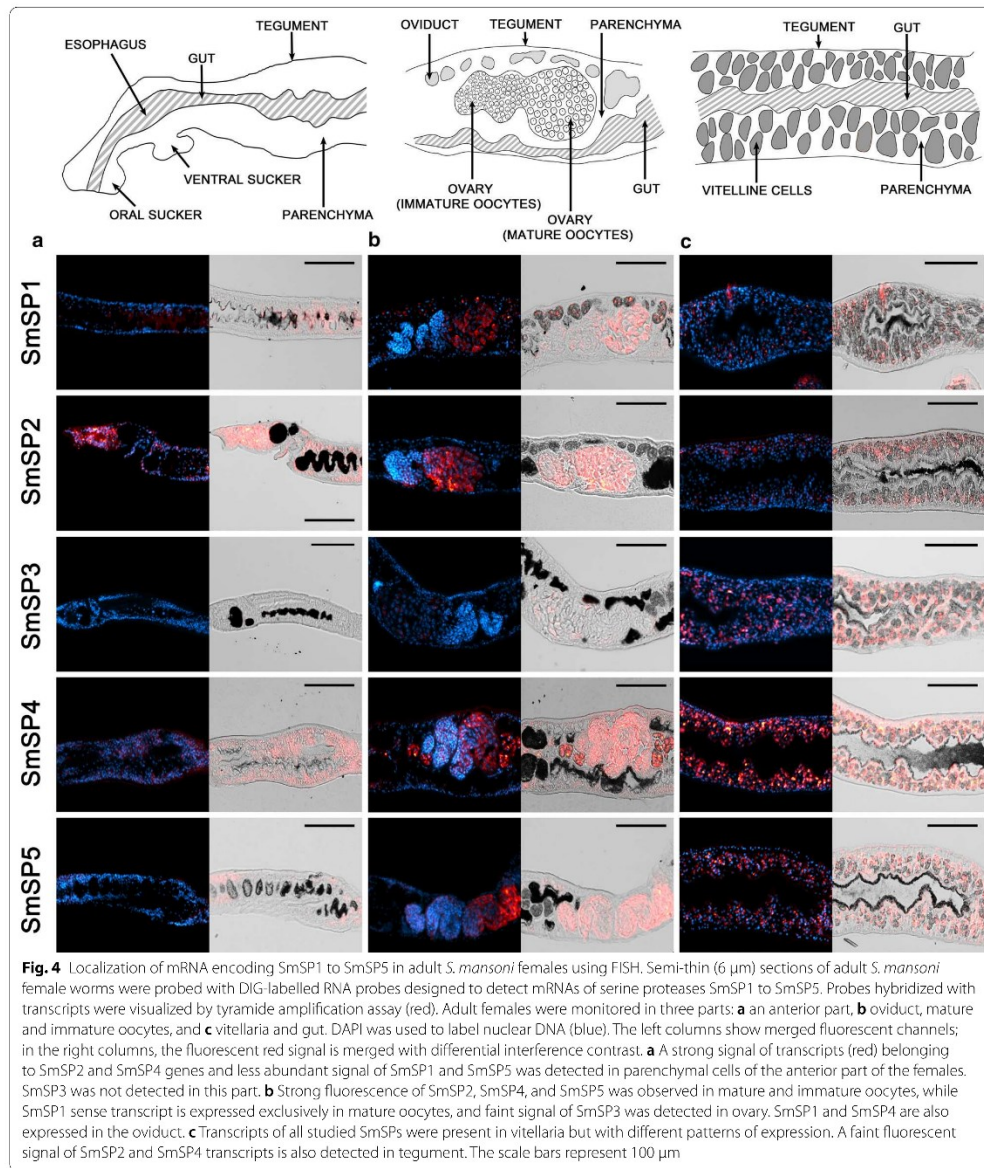 TEGUMENT
ESOPHAGUS
GUT
VENTRAL SUCKER
ORAL SUCKER
PARENCHYMA
OVIDUCT
TEGUMENT
PARENCHYMA
OVARY
(IMMATURE OOCYTES)
GUT
OVARY
(MATURE OOCYTES)
TEGUMENT
GUT
VITELLINE CELLS
PARENCHYMA
a
b
c
SmSP1
SmSP2
SmSP3
SmSP4
SmSP5
Fig. 4 Localization of mRNA encoding SmSP1 to SmSP5 in adult S. mansoni females using FISH. Semi-thin (6 μm) sections of adult S. mansoni
female worms were probed with DIG-labelled RNA probes designed to detect mRNAs of serine proteases SmSP1 to SmSP5. Probes hybridized with
transcripts were visualized by tyramide amplification assay (red). Adult females were monitored in three parts: a an anterior part, b oviduct, mature
and immature oocytes, and c vitellaria and gut. DAPI was used to label nuclear DNA (blue). The left columns show merged fluorescent channels;
in the right columns, the fluorescent red signal is merged with differential interference contrast. a A strong signal of transcripts (red) belonging
to SmSP2 and SmSP4 genes and less abundant signal of SmSP1 and SmSP5 was detected in parenchymal cells of the anterior part of the females.
SmSP3 was not detected in this part. b Strong fluorescence of SmSP2, SmSP4, and SmSP5 was observed in mature and immature oocytes, while
SmSP1 sense transcript is expressed exclusively in mature oocytes, and faint signal of SmSP3 was detected in ovary. SmSP1 and SmSP4 are also
expressed in the oviduct. c Transcripts of all studied SmSPs were present in vitellaria but with different patterns of expression. A faint fluorescent
signal of SmSP2 and SmSP4 transcripts is also detected in tegument. The scale bars represent 100 μm